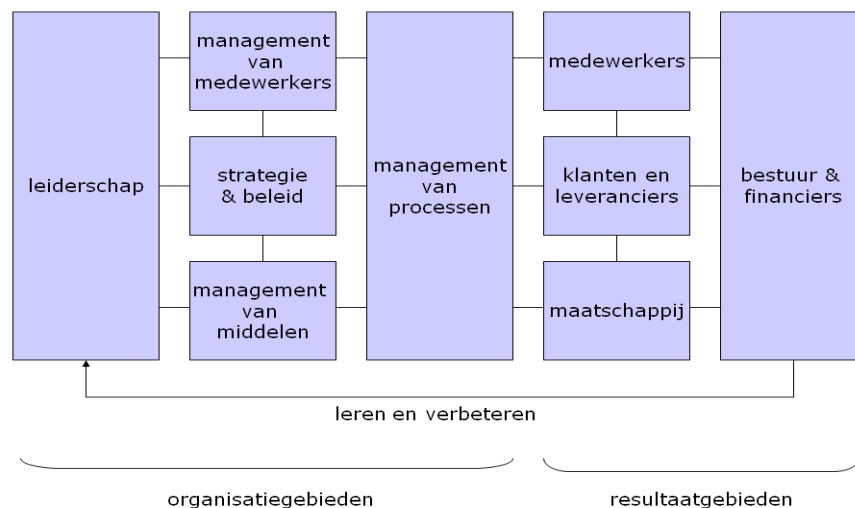 leiderschap
management
van
medewerkers
strategie
& beleid
management
van
middelen
management
van
processen
medewerkers
klanten en
leveranciers
maatschappij
bestuur &
financiers
leren en verbeteren
organisatiegebieden
resultaatgebieden